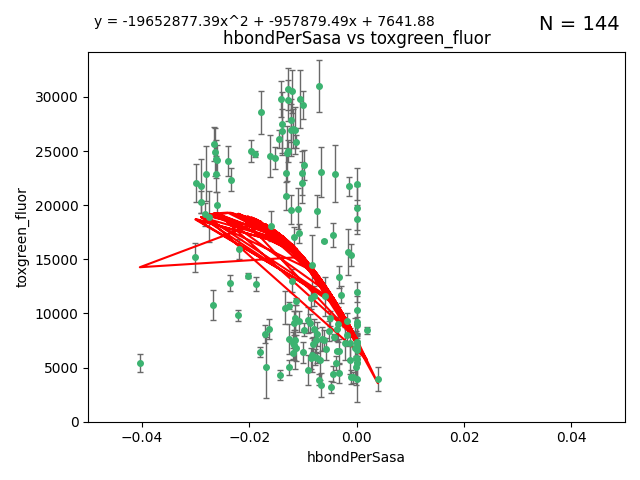 y = -19652877.39x^2 + -957879.49x + 7641.88
N = 144
hbondPerSasa vs toxgreen_fluor
toxgreen_fluor
30000
25000
20000
15000
10000
5000
0
−0.04
−0.02
0.00
0.02
0.04
hbondPerSasa